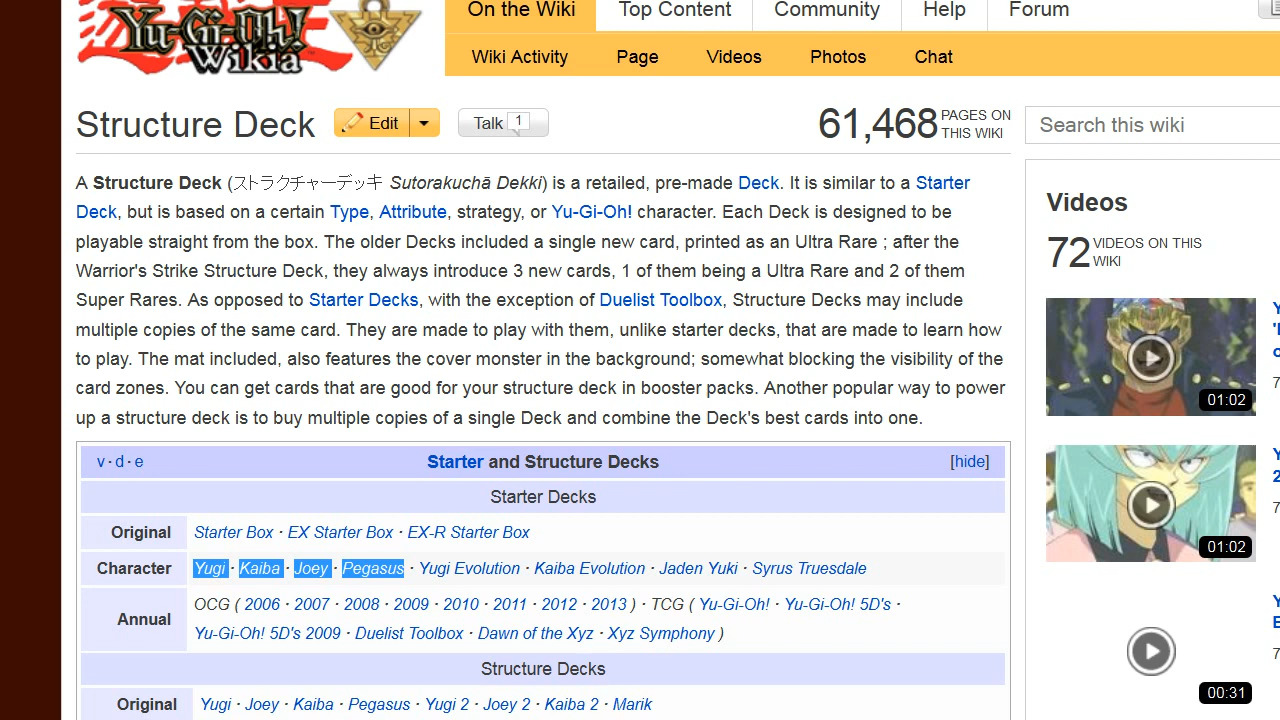 Yu-Gi-Oh!
Wikia
On the Wiki Top Content Community Help Forum
Wiki Activity Page Videos Photos Chat
Structure Deck Edit Talk 1 61,468 PAGES ON THIS WIKI Search this wiki
A Structure Deck (ストラクチャーデッキ Sutorakuchā Dekki) is a retailed, pre-made Deck. It is similar to a Starter
Deck, but is based on a certain Type, Attribute, strategy, or Yu-Gi-Oh! character. Each Deck is designed to be
playable straight from the box. The older Decks included a single new card, printed as an Ultra Rare ; after the
Warrior's Strike Structure Deck, they always introduce 3 new cards, 1 of them being a Ultra Rare and 2 of them
Super Rares. As opposed to Starter Decks, with the exception of Duelist Toolbox, Structure Decks may include
multiple copies of the same card. They are made to play with them, unlike starter decks, that are made to learn how
to play. The mat included, also features the cover monster in the background; somewhat blocking the visibility of the
card zones. You can get cards that are good for your structure deck in booster packs. Another popular way to power
up a structure deck is to buy multiple copies of a single Deck and combine the Deck's best cards into one.
v · d · e Starter and Structure Decks [hide]
Starter Decks
Original Starter Box · EX Starter Box · EX-R Starter Box
Character Yugi · Kaiba · Joey · Pegasus · Yugi Evolution · Kaiba Evolution · Jaden Yuki · Syrus Truesdale
Annual OCG ( 2006 · 2007 · 2008 · 2009 · 2010 · 2011 · 2012 · 2013 ) · TCG ( Yu-Gi-Oh! · Yu-Gi-Oh! 5D's ·
Yu-Gi-Oh! 5D's 2009 · Duelist Toolbox · Dawn of the Xyz · Xyz Symphony )
Structure Decks
Original Yugi · Joey · Kaiba · Pegasus · Yugi 2 · Joey 2 · Kaiba 2 · Marik
Videos
72 VIDEOS ON THIS
WIKI
01:02
01:02
00:31